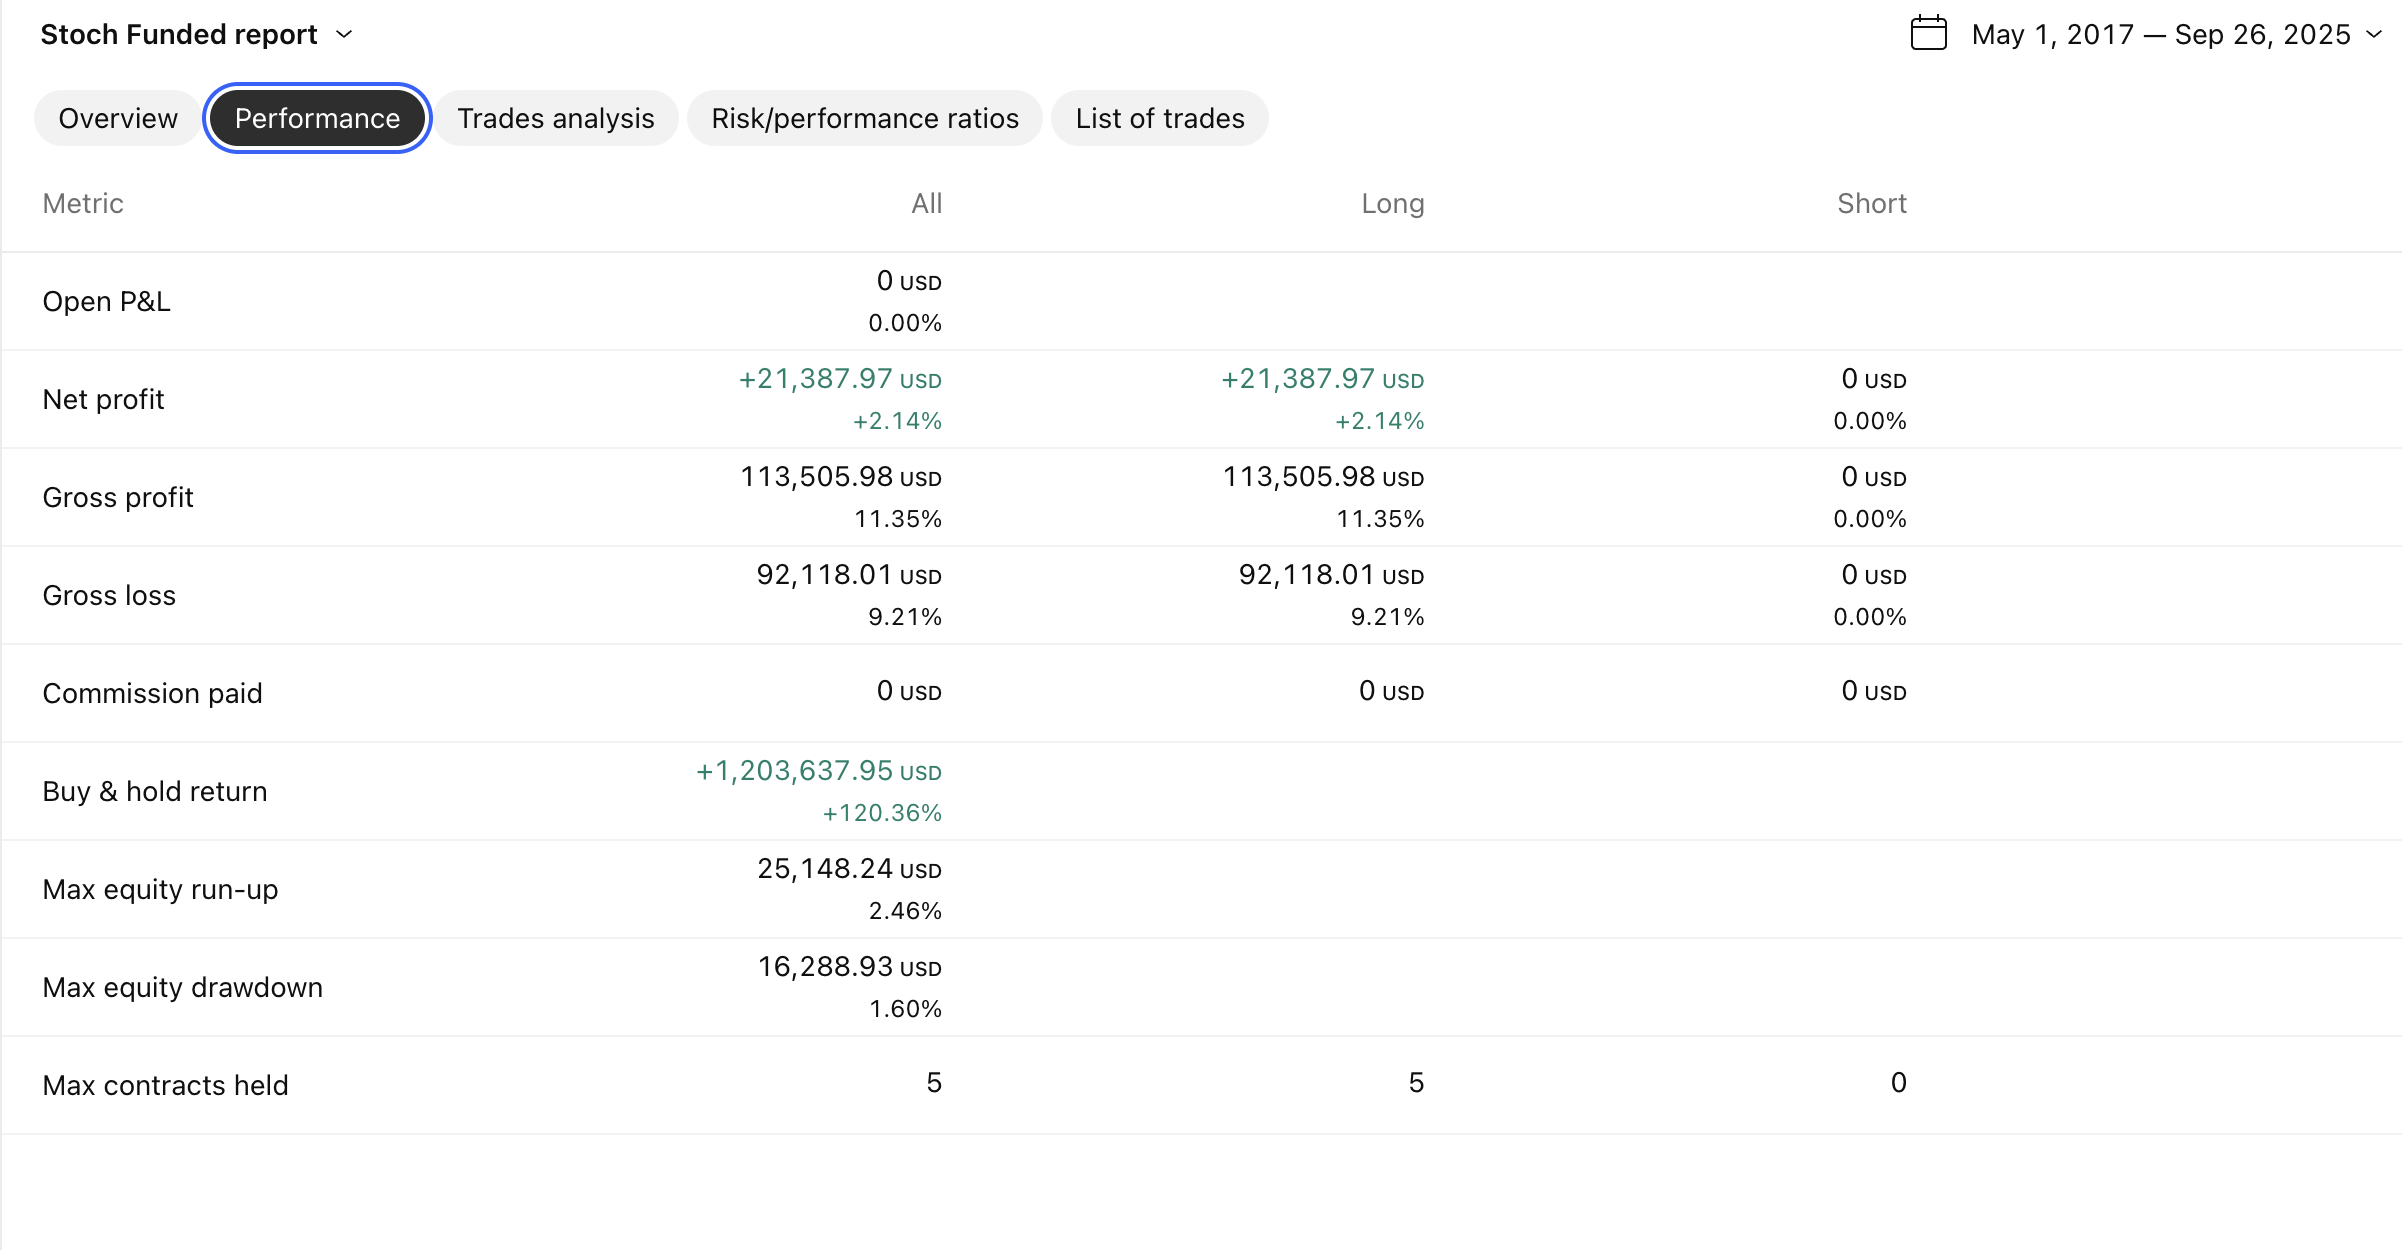 Stoch Funded report
May 1, 2017 — Sep 26, 2025
Overview Performance Trades analysis Risk/performance ratios List of trades
Metric All Long Short
Open P&L 0 USD
0.00%
Net profit +21,387.97 USD +21,387.97 USD 0 USD
+2.14% +2.14% 0.00%
Gross profit 113,505.98 USD 113,505.98 USD 0 USD
11.35% 11.35% 0.00%
Gross loss 92,118.01 USD 92,118.01 USD 0 USD
9.21% 9.21% 0.00%
Commission paid 0 USD 0 USD 0 USD
Buy & hold return +1,203,637.95 USD
+120.36%
Max equity run-up 25,148.24 USD
2.46%
Max equity drawdown 16,288.93 USD
1.60%
Max contracts held 5 5 0